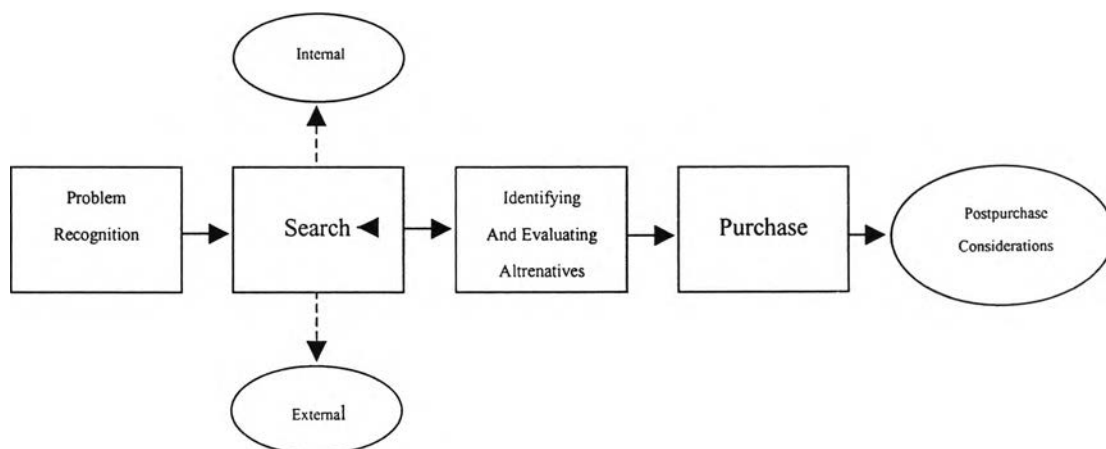 Internal
Problem
Recognition
Search
Identifying
And Evaluating
Altrenatives
Purchase
Postpurchase
Considerations
External